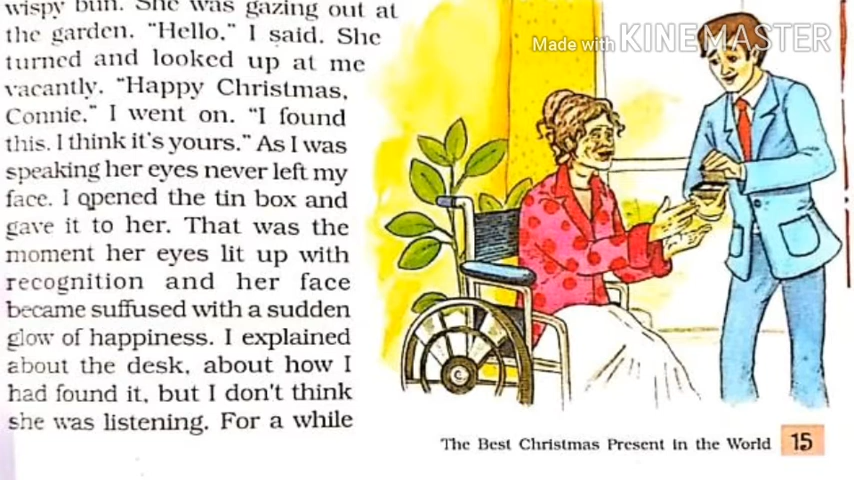 wispy bun. She was gazing out at
the garden. "Hello." I said. She
turned and looked up at me
vacantly. "Happy Christmas,
Connie." I went on. "I found
this. I think it's yours." As I was
speaking her eyes never left my
face. I opened the tin box and
gave it to her. That was the
moment her eyes lit up with
recognition and her face
became suffused with a sudden
glow of happiness. I explained
about the desk, about how I
had found it, but I don't think
she was listening. For a while
Made with KINEMASTER
The Best Christmas Present in the World 15